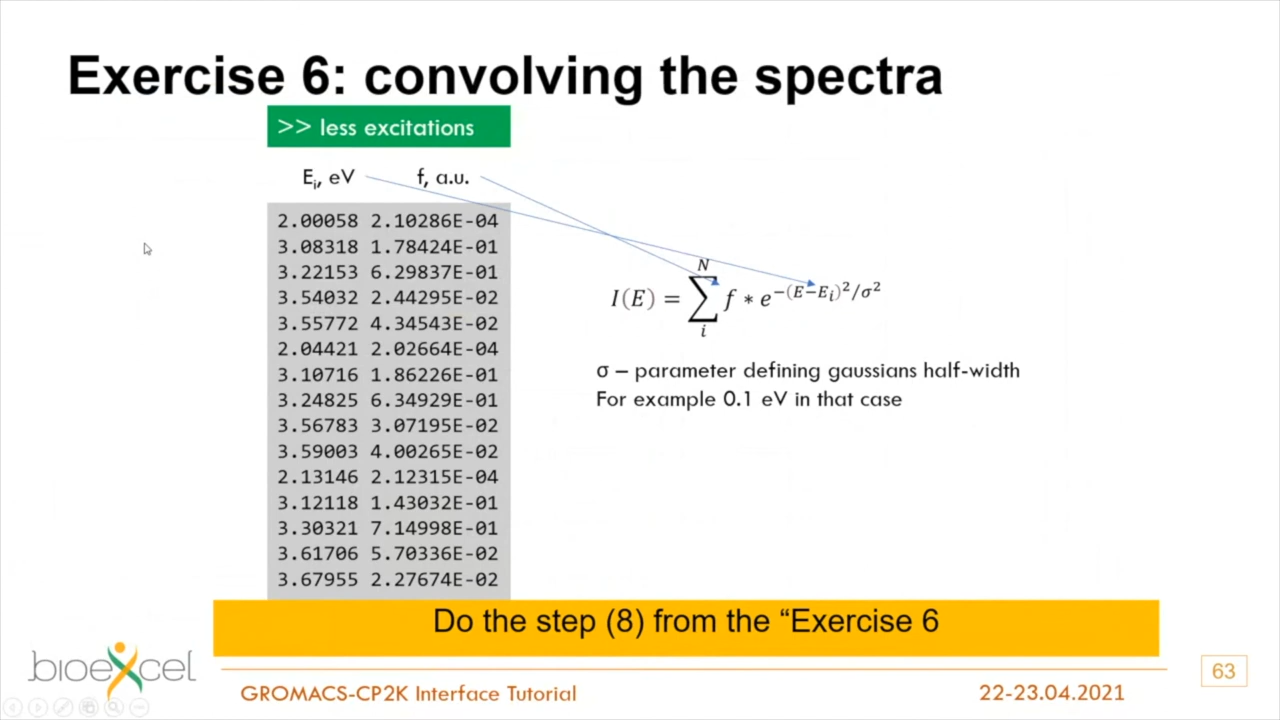 Exercise 6: convolving the spectra
>> less excitations
Ei, eV f, a.u.
2.00058 2.10286E-04
3.08318 1.78424E-01
3.22153 6.29837E-01
3.54032 2.44295E-02
3.55772 4.34543E-02
2.04421 2.02664E-04
3.10716 1.86226E-01
3.24825 6.34929E-01
3.56783 3.07195E-02
3.59003 4.00265E-02
2.13146 2.12315E-04
3.12118 1.43032E-01
3.30321 7.14998E-01
3.61706 5.70336E-02
3.67955 2.27674E-02
I(E) = ∑_i^N f * e^{-(E-E_i)^2/σ^2}
σ – parameter defining gaussians half-width
For example 0.1 eV in that case
Do the step (8) from the “Exercise 6
bioexcel
GROMACS-CP2K Interface Tutorial
22-23.04.2021
63